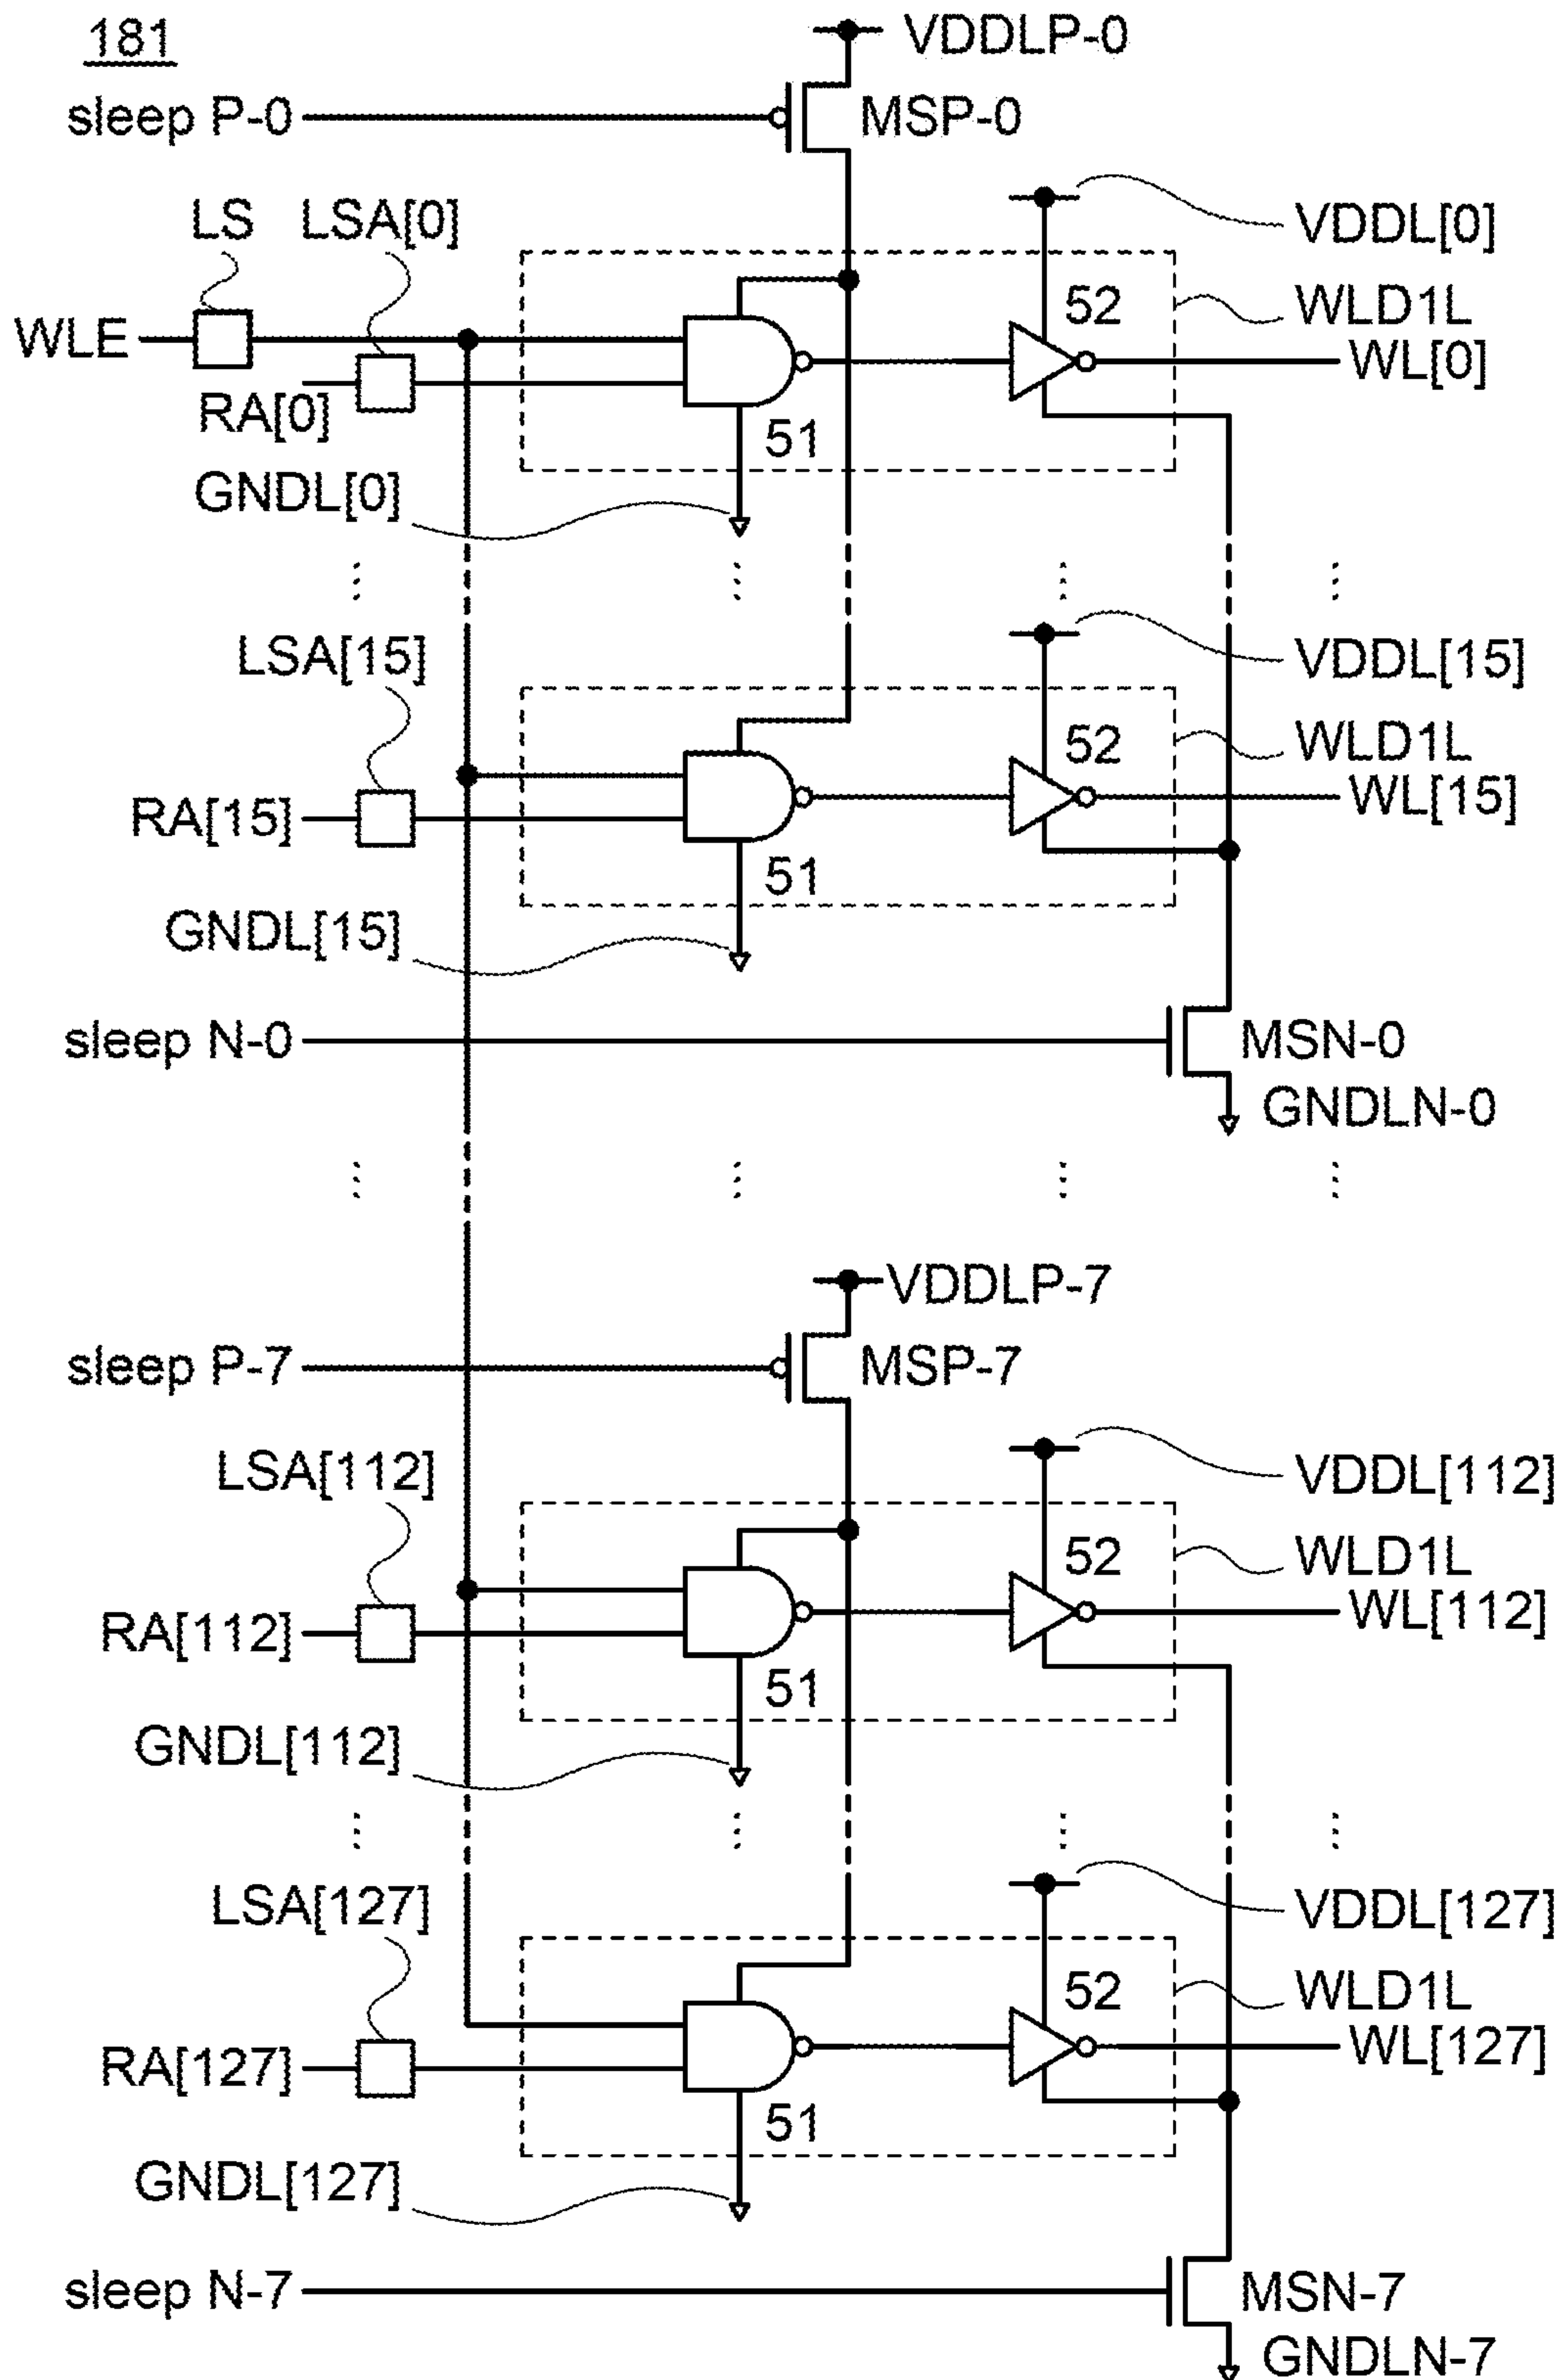 181
VDDLP-0
sleep P-0
MSP-0
LS
LSA[0]
VDDL[0]
52
WLD1L
WLE
WL[0]
RA[0]
51
GNDL[0]
LSA[15]
VDDL[15]
52
WLD1L
WL[15]
RA[15]
51
GNDL[15]
sleep N-0
MSN-0
GNDLN-0
VDDLP-7
sleep P-7
MSP-7
LSA[112]
VDDL[112]
52
WLD1L
WL[112]
RA[112]
51
GNDL[112]
LSA[127]
VDDL[127]
52
WLD1L
WL[127]
RA[127]
51
GNDL[127]
sleep N-7
MSN-7
GNDLN-7